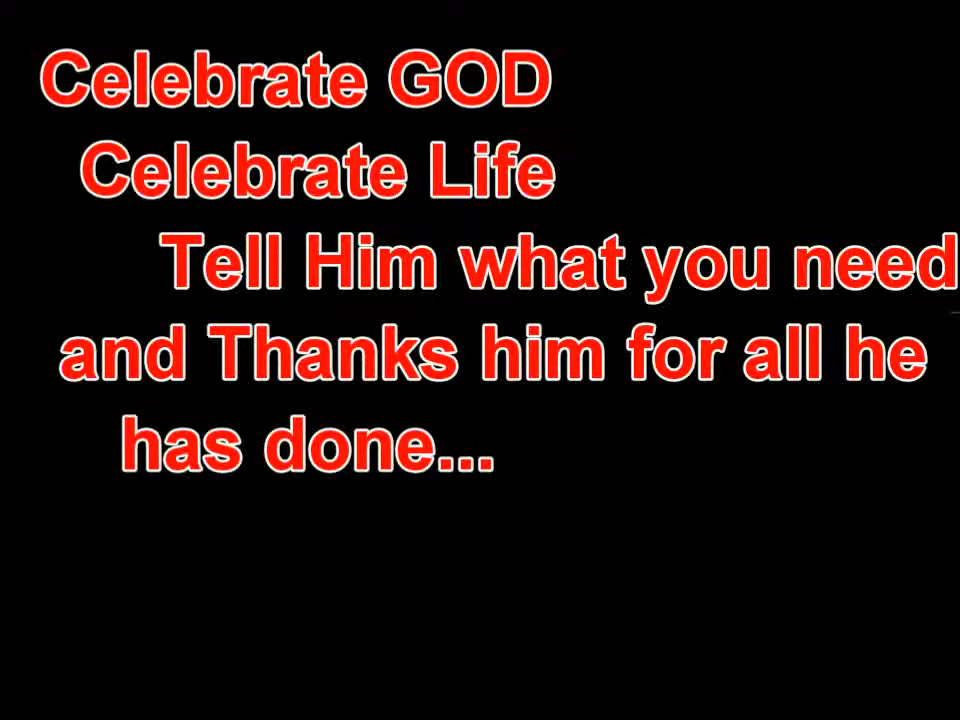 Celebrate GOD
Celebrate Life
Tell Him what you need
and Thanks him for all he
has done...